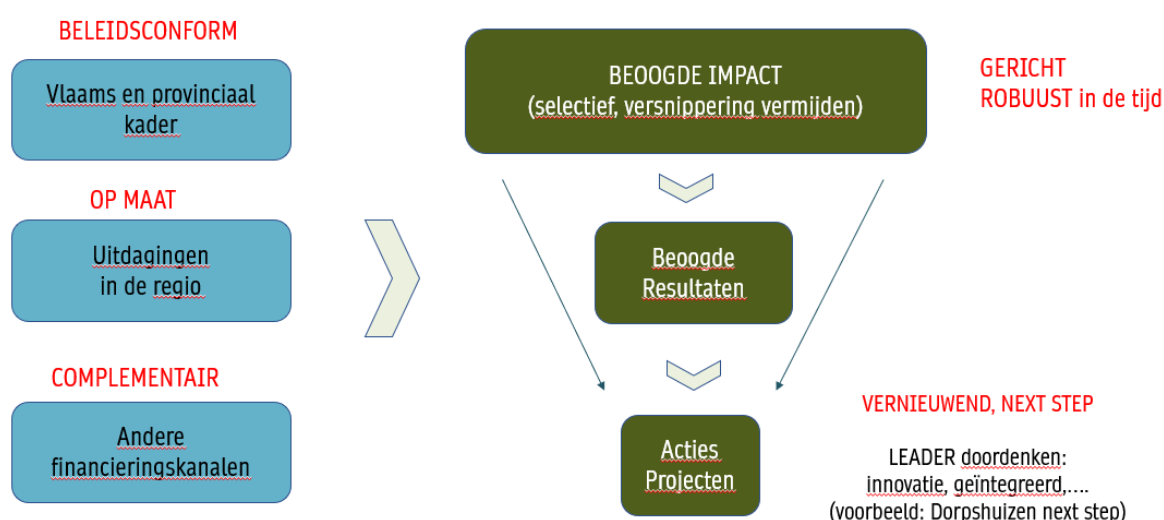 BELEIDSCONFORM
Vlaams en provinciaal
kader
OP MAAT
Uitdagingen
in de regio
COMPLEMENTAIR
Andere
financieringskanalen
BEOOGDE IMPACT
(selectief, versnippering vermijden)
GERICHT
ROBUUST in de tijd
Beoogde
Resultaten
Acties
Projecten
VERNIEUWEND, NEXT STEP
LEADER doordenken:
innovatie, geïntegreerd,....
(voorbeeld: Dorpshuizen next step)